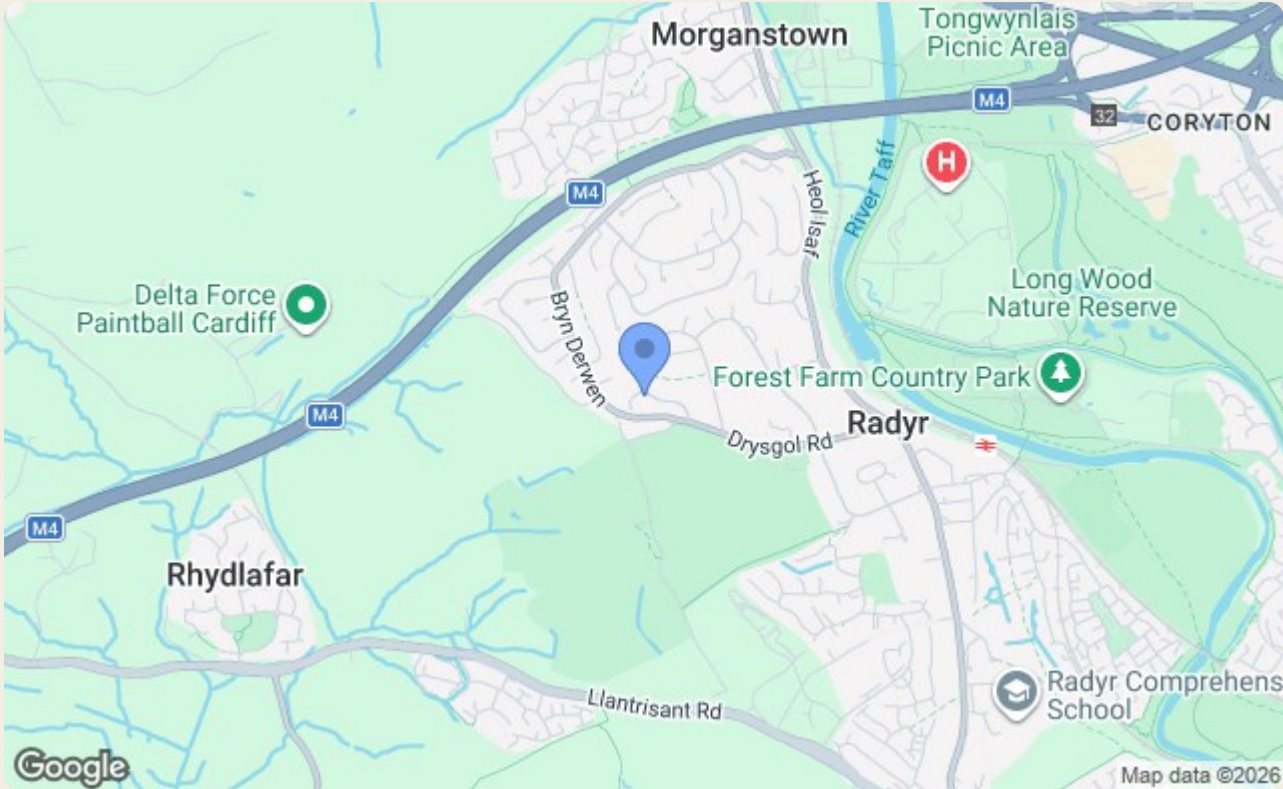 Morganstown
Tongwynlais
Picnic Area
M4
32
CORYTON
H
M4
Heol Isaf
River Taff
Delta Force
Paintball Cardiff
Long Wood
Nature Reserve
Bryn Derwen
Forest Farm Country Park
M4
Radyr
Drysgol Rd
M4
Rhydlafar
Radyr Comprehens
School
Llantrisant Rd
Google
Map data ©2026